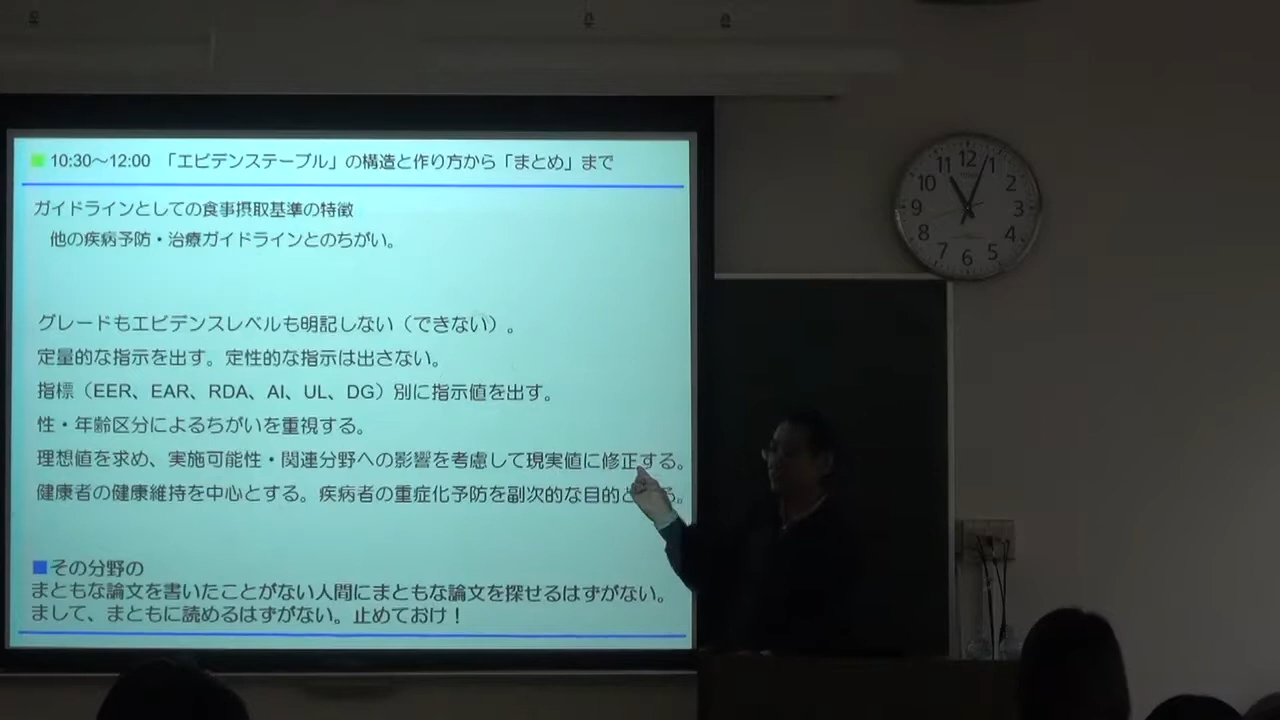 10:30～12:00 「エビデンステーブル」の構造と作り方から「まとめ」まで
ガイドラインとしての食事摂取基準の特徴
他の疾病予防・治療ガイドラインとのちがい。
グレードもエビデンスレベルも明記しない（できない）。
定量的な指示を出す。定性的な指示は出さない。
指標（EER、EAR、RDA、AI、UL、DG）別に指示値を出す。
性・年齢区分によるちがいを重視する。
理想値を求め、実施可能性・関連分野への影響を考慮して現実値に修正する。
健康者の健康維持を中心とする。疾病者の重症化予防を副次的な目的と る。
その分野の
まともな論文を書いたことがない人間にまともな論文を探せるはずがない。
まして、まともに読めるはずがない。止めておけ！
12
1
2
3
4
5
6
7
8
9
10
11